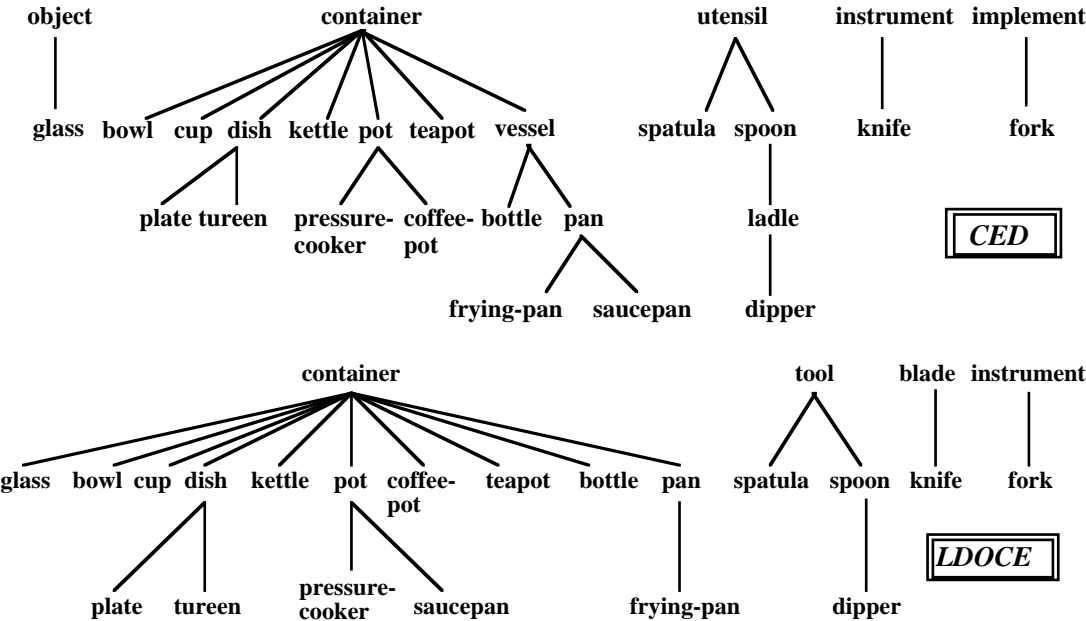 object container utensil instrument implement
glass bowl cup dish kettle pot teapot vessel spatula spoon knife fork
plate tureen pressure- coffee- bottle pan ladle
cooker pot
CED
frying-pan saucepan dipper
container tool blade instrument
glass bowl cup dish kettle pot coffee- teapot bottle pan spatula spoon knife fork
pot
LDOCE
pressure-
plate tureen cooker saucepan frying-pan dipper